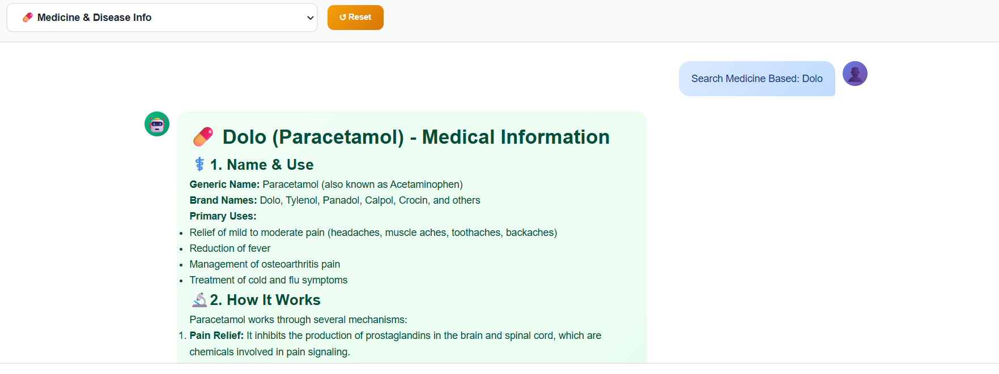 Medicine & Disease Info
↺ Reset
Search Medicine Based: Dolo
Dolo (Paracetamol) - Medical Information
1. Name & Use
Generic Name: Paracetamol (also known as Acetaminophen)
Brand Names: Dolo, Tylenol, Panadol, Calpol, Crocin, and others
Primary Uses:
• Relief of mild to moderate pain (headaches, muscle aches, toothaches, backaches)
• Reduction of fever
• Management of osteoarthritis pain
• Treatment of cold and flu symptoms
2. How It Works
Paracetamol works through several mechanisms:
1. Pain Relief: It inhibits the production of prostaglandins in the brain and spinal cord, which are
chemicals involved in pain signaling.